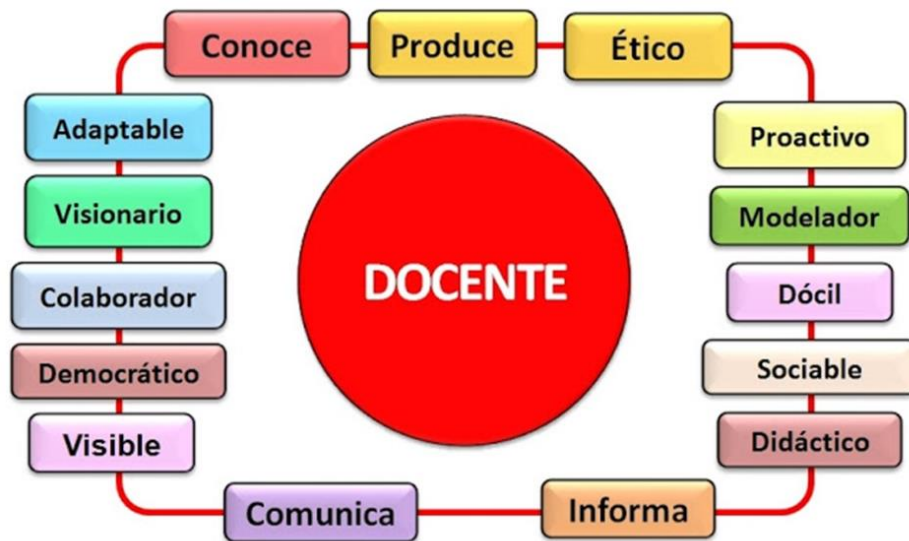 Conoce
Produce
Ético
Adaptable
Proactivo
Visionario
Modelador
DOCENTE
Colaborador
Dócil
Democrático
Sociable
Visible
Didáctico
Comunica
Informa